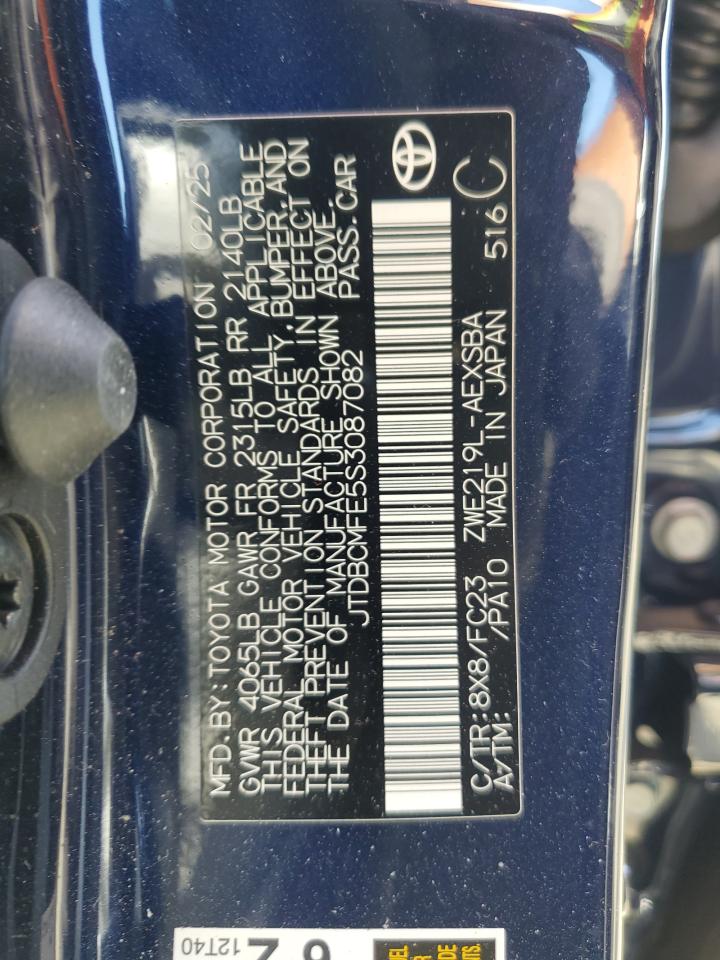 MFD.BY:TOYOTA MOTOR CORPORATION 02/25
GVWR 4065LB GAWR FR 2315LB RR 2140LB
THIS VEHICLE CONFORMS TO ALL APPLICABLE
FEDERAL MOTOR VEHICLE SAFETY,BUMPER,AND
THEFT PREVENTION STANDARDS IN EFFECT ON
THE DATE OF MANUFACTURE SHOWN ABOVE.
JTDBCMFE5S3087082 PASS.CAR
C/TR:8X8/FC23 ZWE219L-AEXSBA C
A/TM: /PA10 MADE IN JAPAN 516
12T40